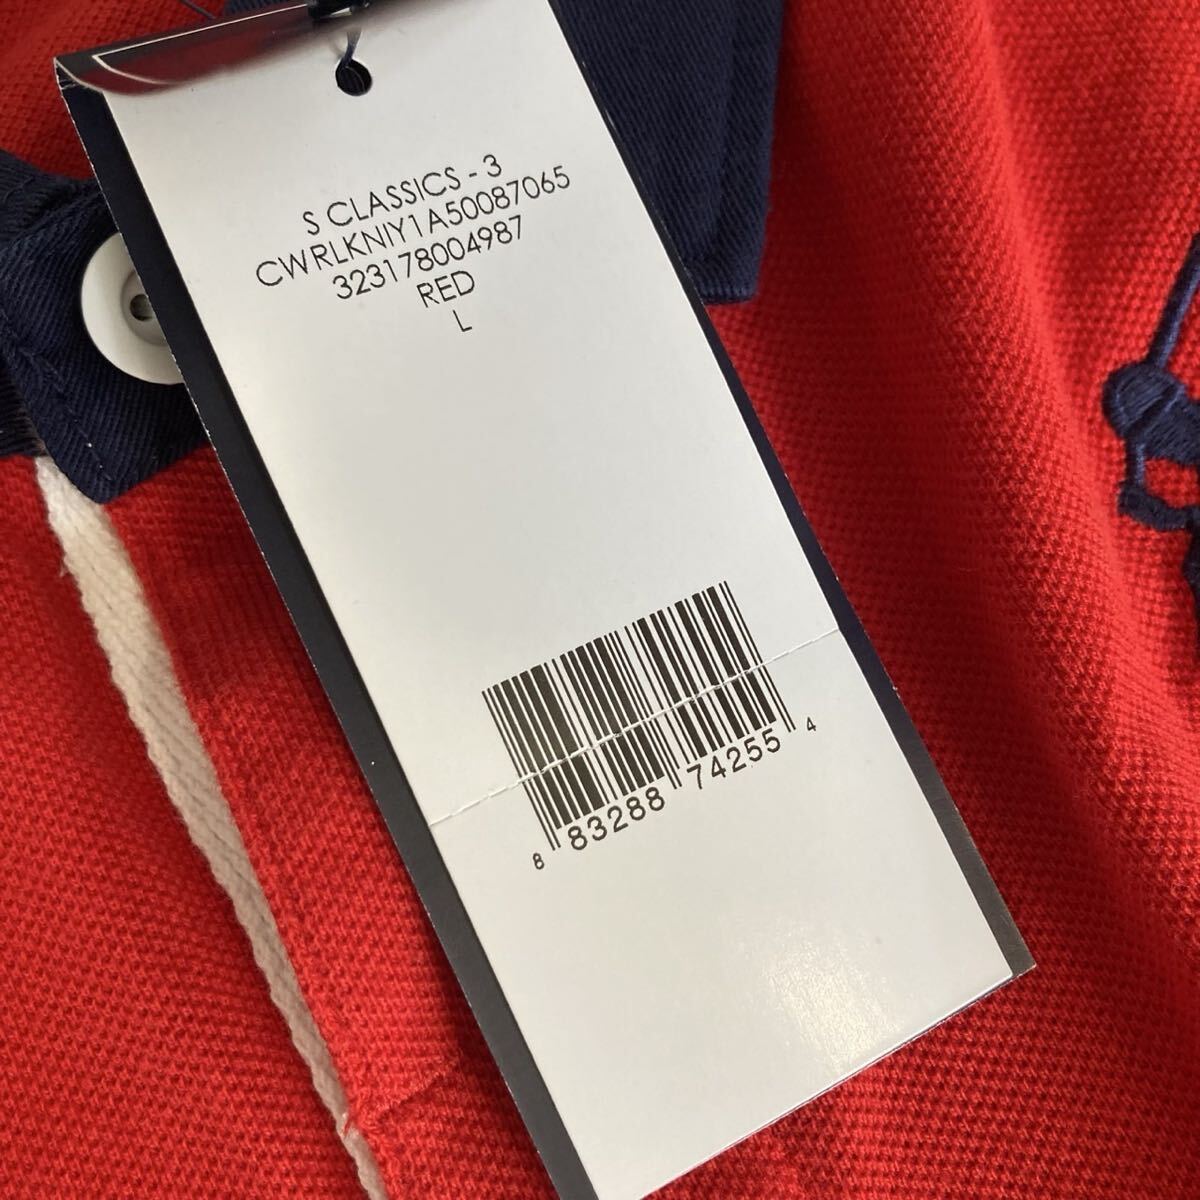 S CLASSICS - 3
CWRLKNIY1A50087065
323178004987
RED
L
8 83288 74255 4